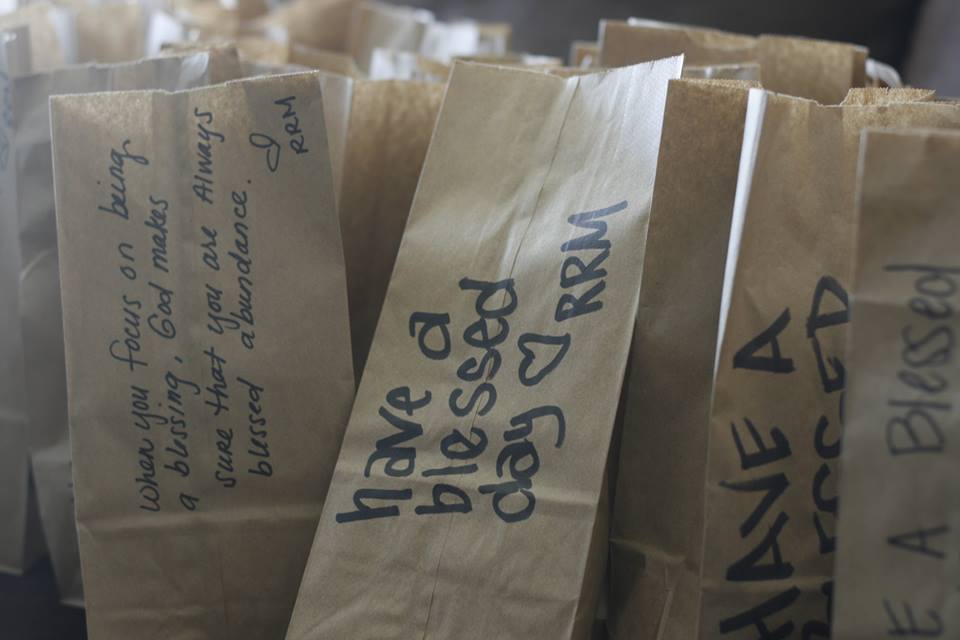 When you focus on being
a blessing, God makes
sure that you are Always
blessed abundance.
RRM
have a
blessed
day ♡ RRM
HAVE A
BLESSED
A Blessed